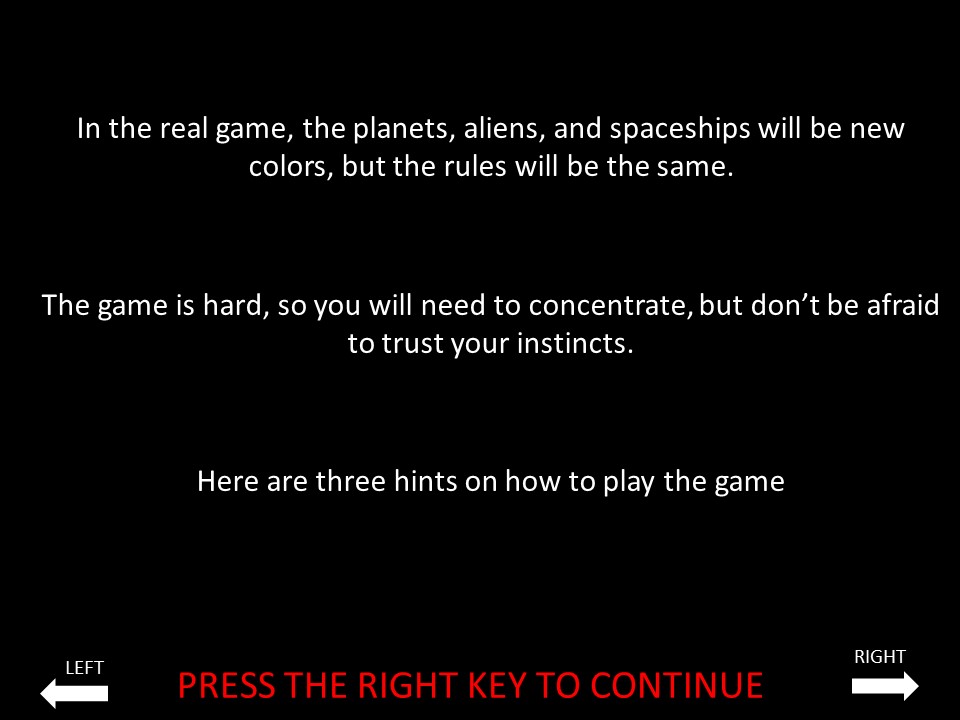 In the real game, the planets, aliens, and spaceships will be new
colors, but the rules will be the same.
The game is hard, so you will need to concentrate, but don’t be afraid
to trust your instincts.
Here are three hints on how to play the game
LEFT
PRESS THE RIGHT KEY TO CONTINUE
RIGHT